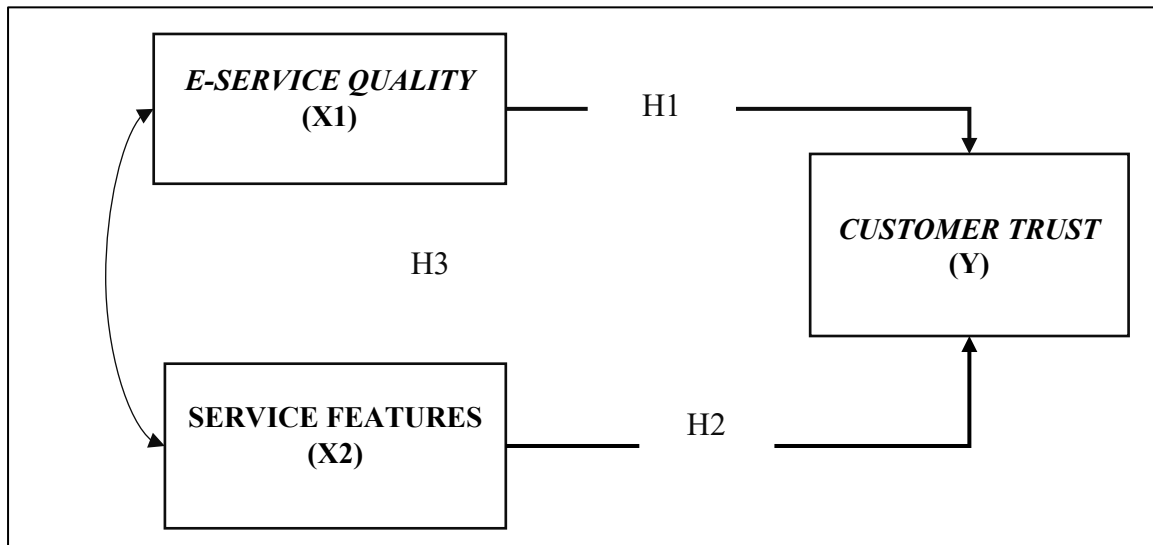 E-SERVICE QUALITY
(X1)
H1
CUSTOMER TRUST
(Y)
H3
SERVICE FEATURES
(X2)
H2